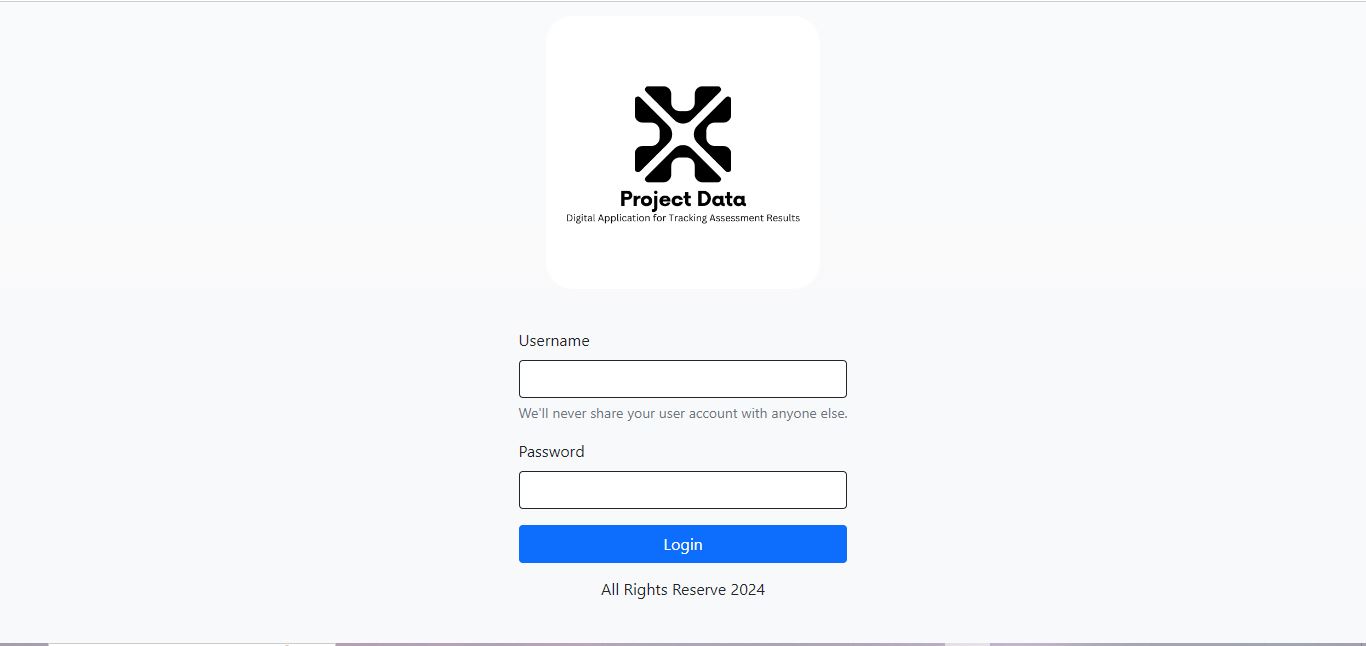 Project Data
Digital Application for Tracking Assessment Results
Username
We'll never share your user account with anyone else.
Password
Login
All Rights Reserve 2024